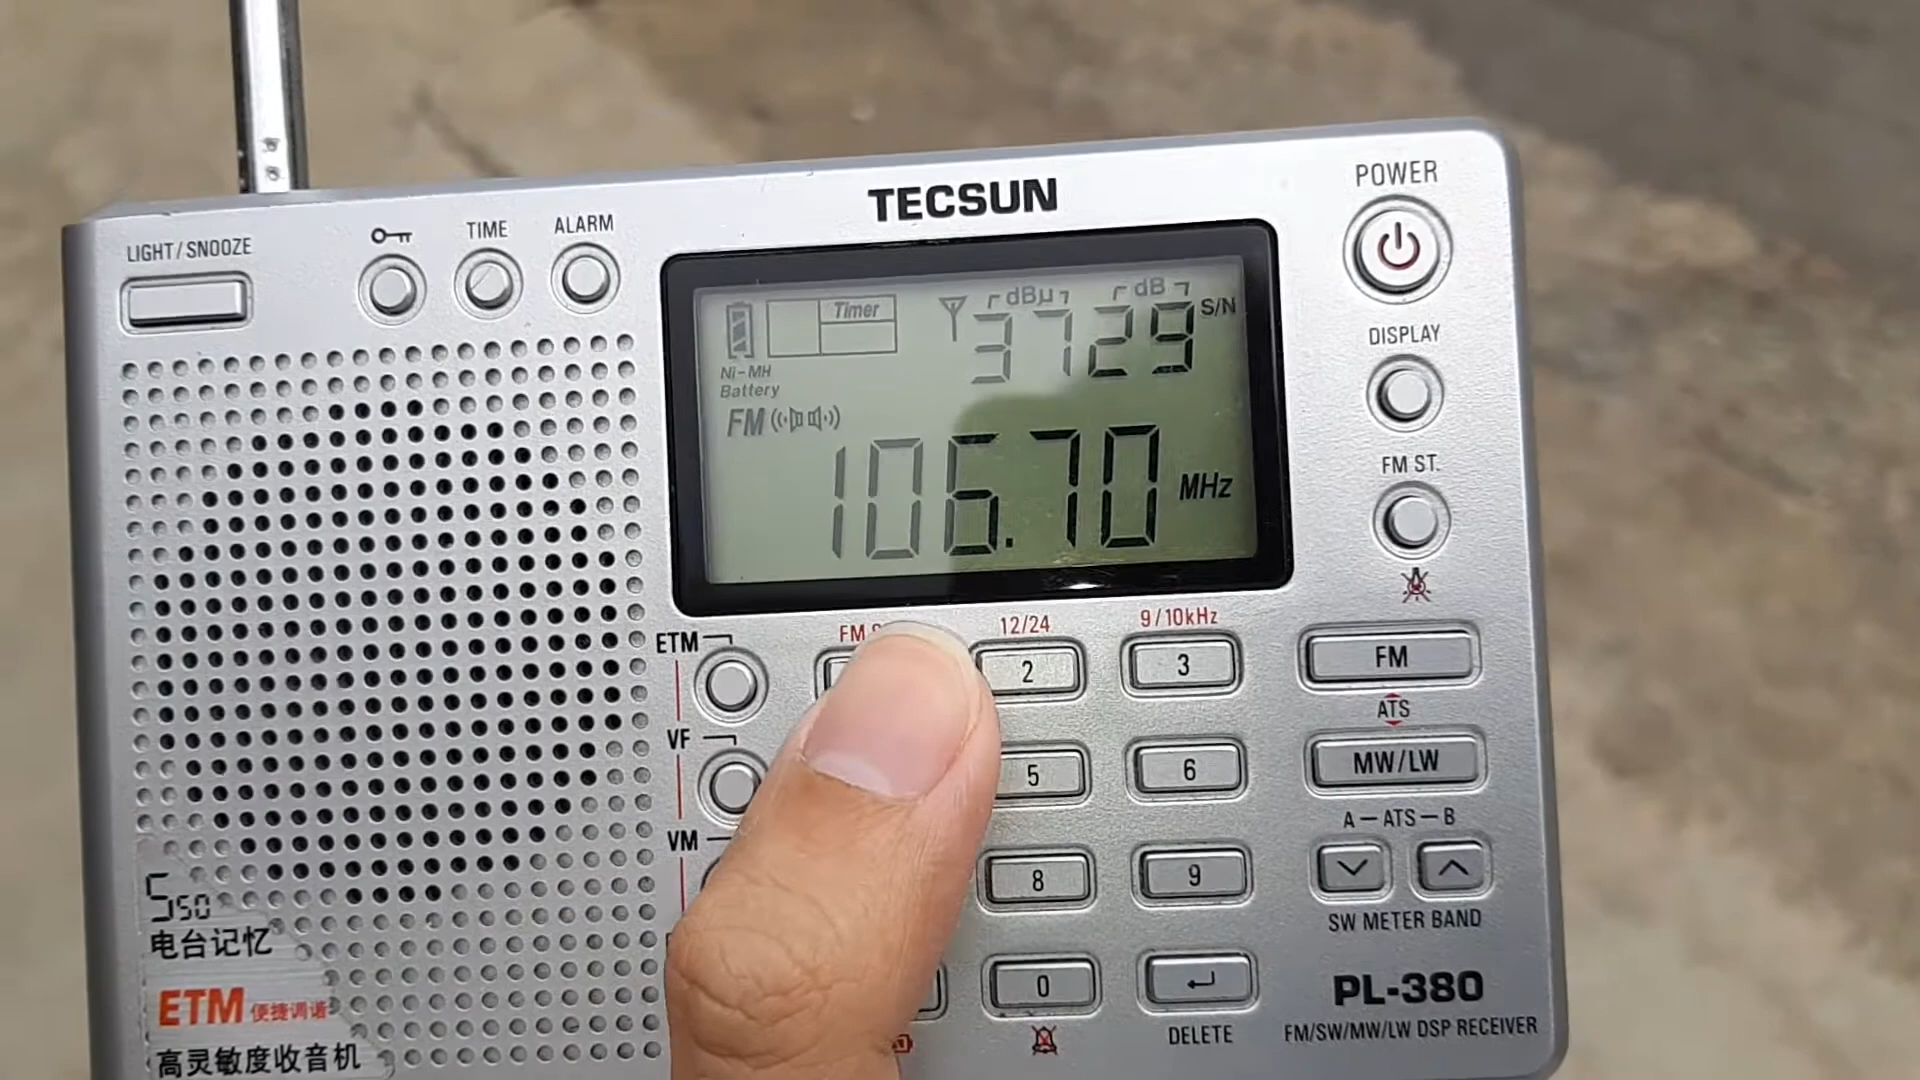 TECSUN
POWER
LIGHT/SNOOZE
TIME
ALARM
DISPLAY
FM ST.
Timer
dBµ
dB
3729
S/N
Ni-MH
Battery
FM
106.70
MHz
FM
12/24
9/10kHz
ETM
2
3
FM
ATS
VF
5
6
MW/LW
VM
8
9
A-ATS-B
SW METER BAND
550
电台记忆
ETM 便捷调谐
高灵敏度收音机
0
DELETE
PL-380
FM/SW/MW/LW DSP RECEIVER